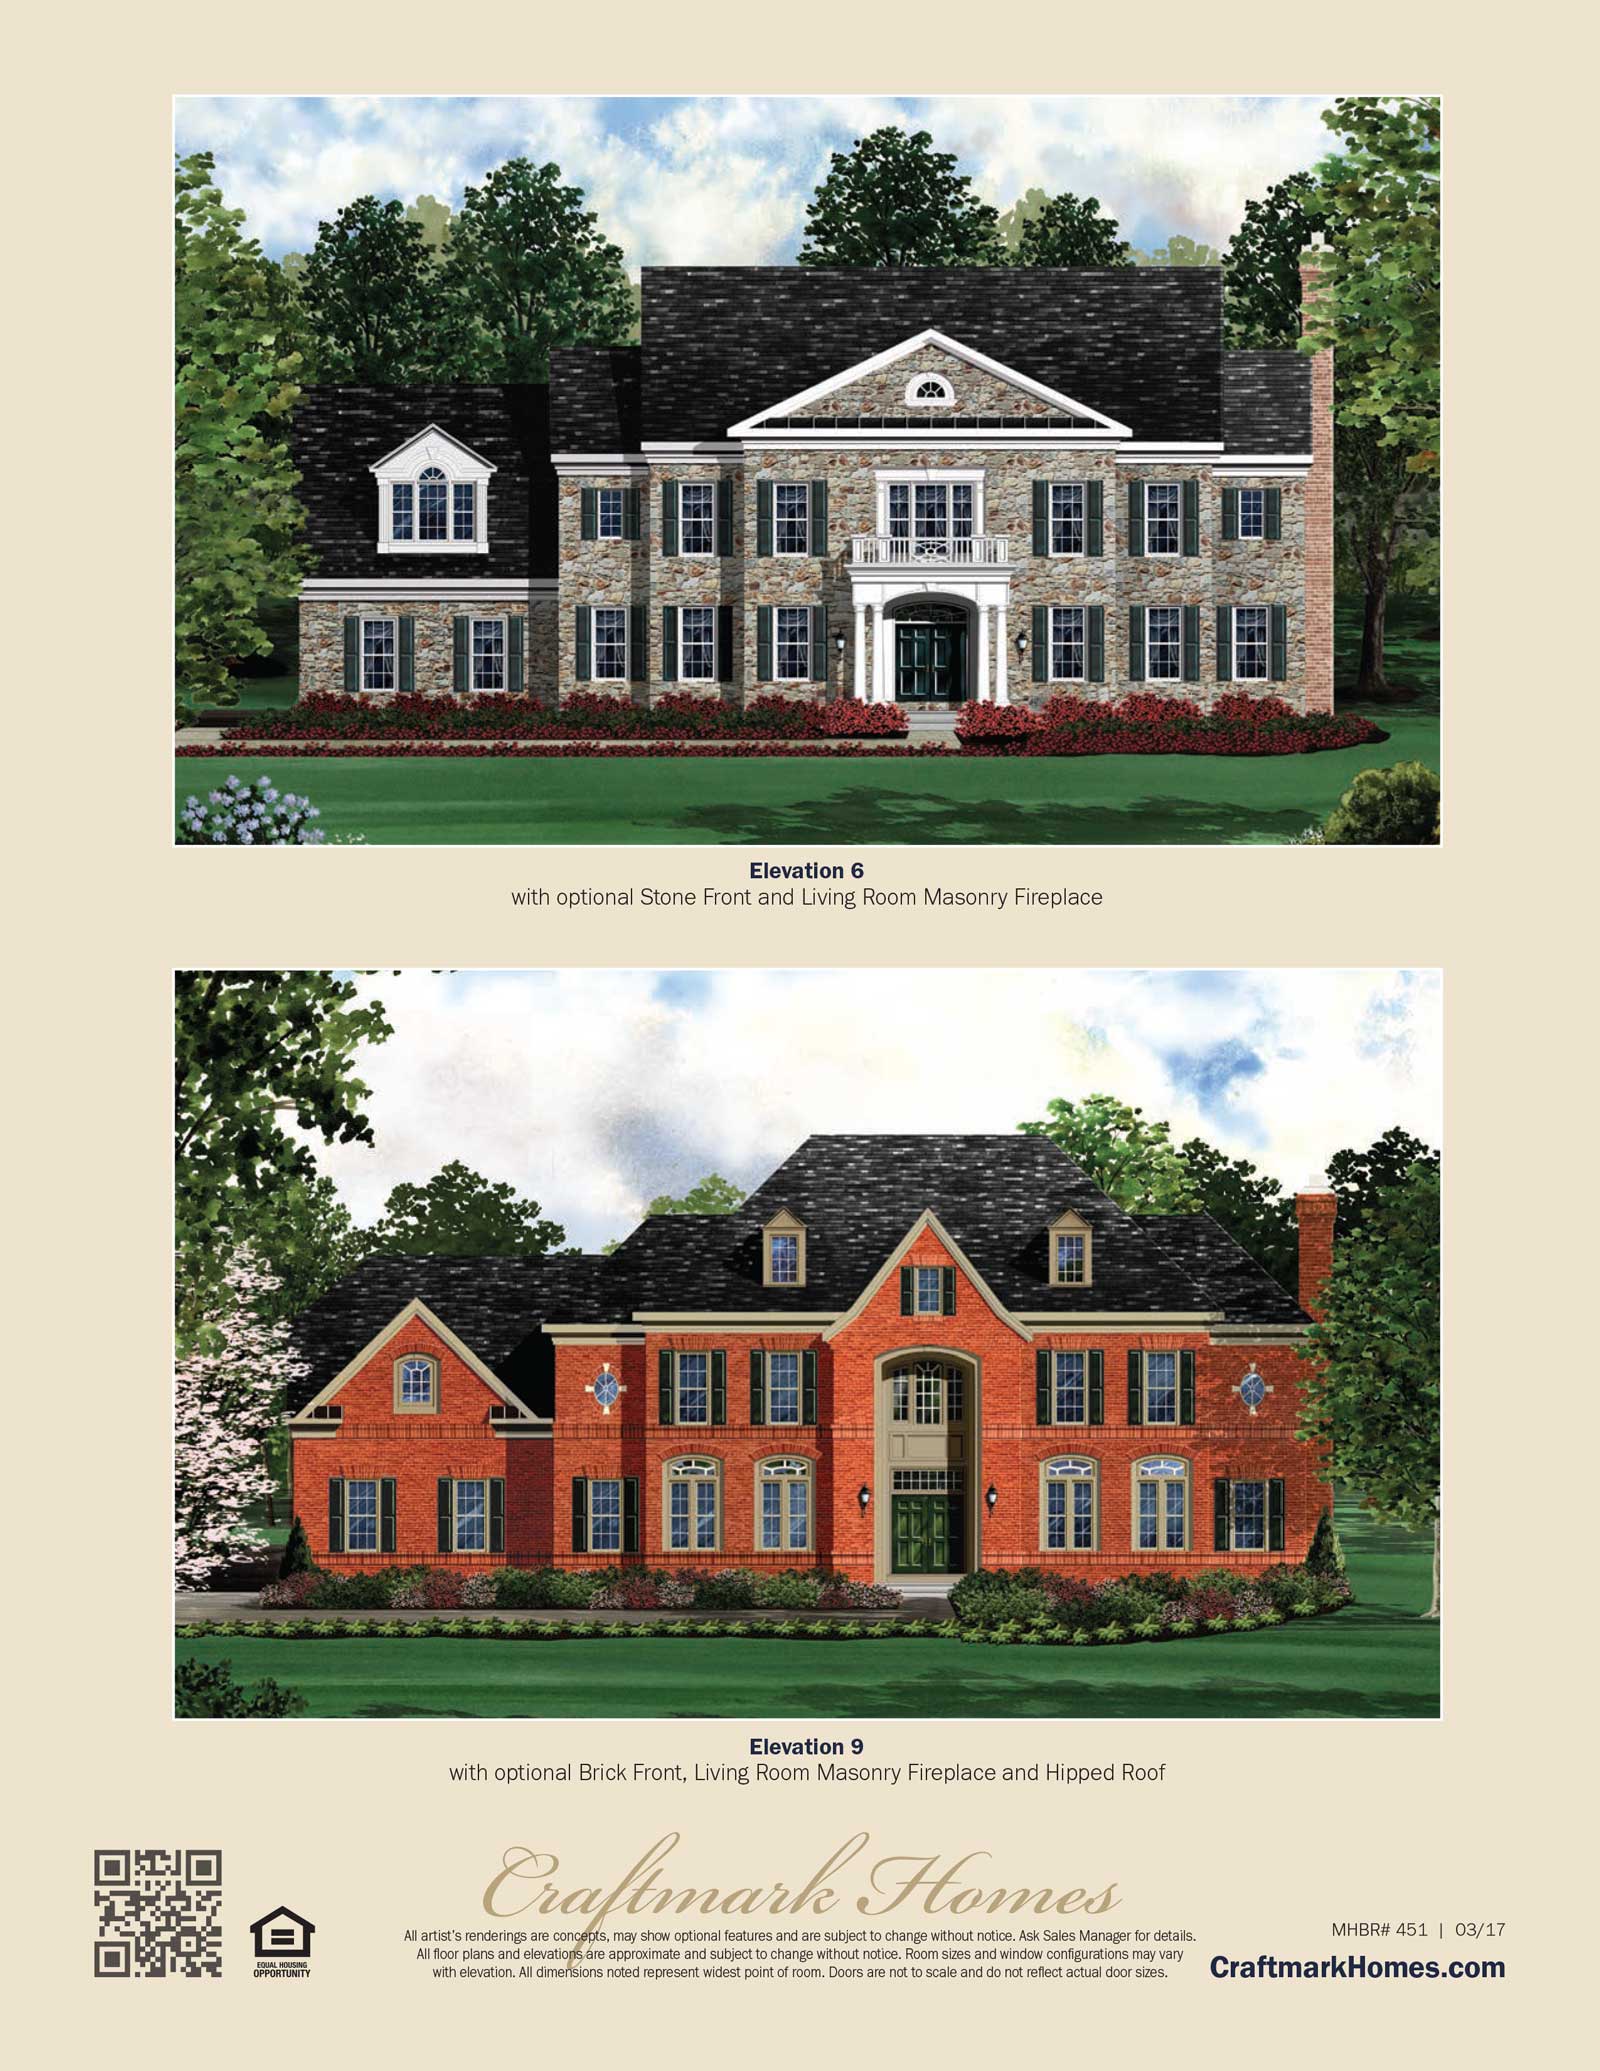 Elevation 6
with optional Stone Front and Living Room Masonry Fireplace
Elevation 9
with optional Brick Front, Living Room Masonry Fireplace and Hipped Roof
Craftmark Homes
All artist's renderings are concepts, may show optional features and are subject to change without notice. Ask Sales Manager for details.
All floor plans and elevations are approximate and subject to change without notice. Room sizes and window configurations may vary
with elevation. All dimensions noted represent widest point of room. Doors are not to scale and do not reflect actual door sizes.
EQUAL HOUSING
OPPORTUNITY
MHBR# 451 | 03/17
CraftmarkHomes.com